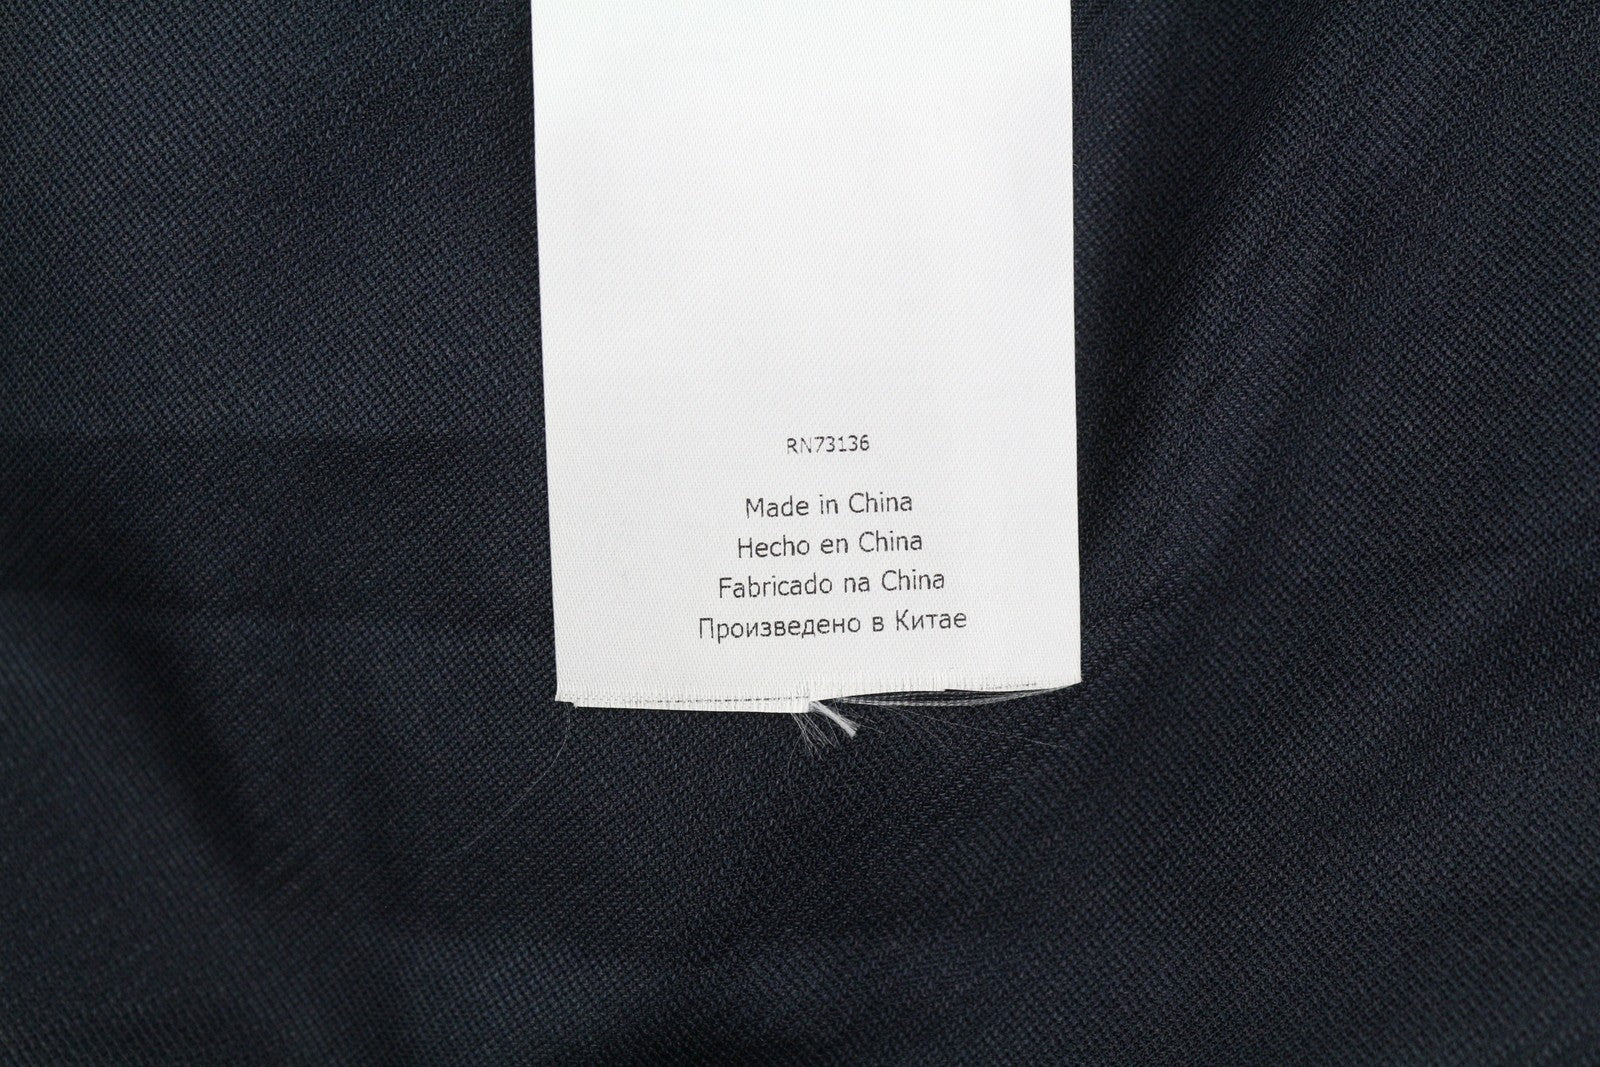 RN73136
Made in China
Hecho en China
Fabricado na China
Произведено в Китае